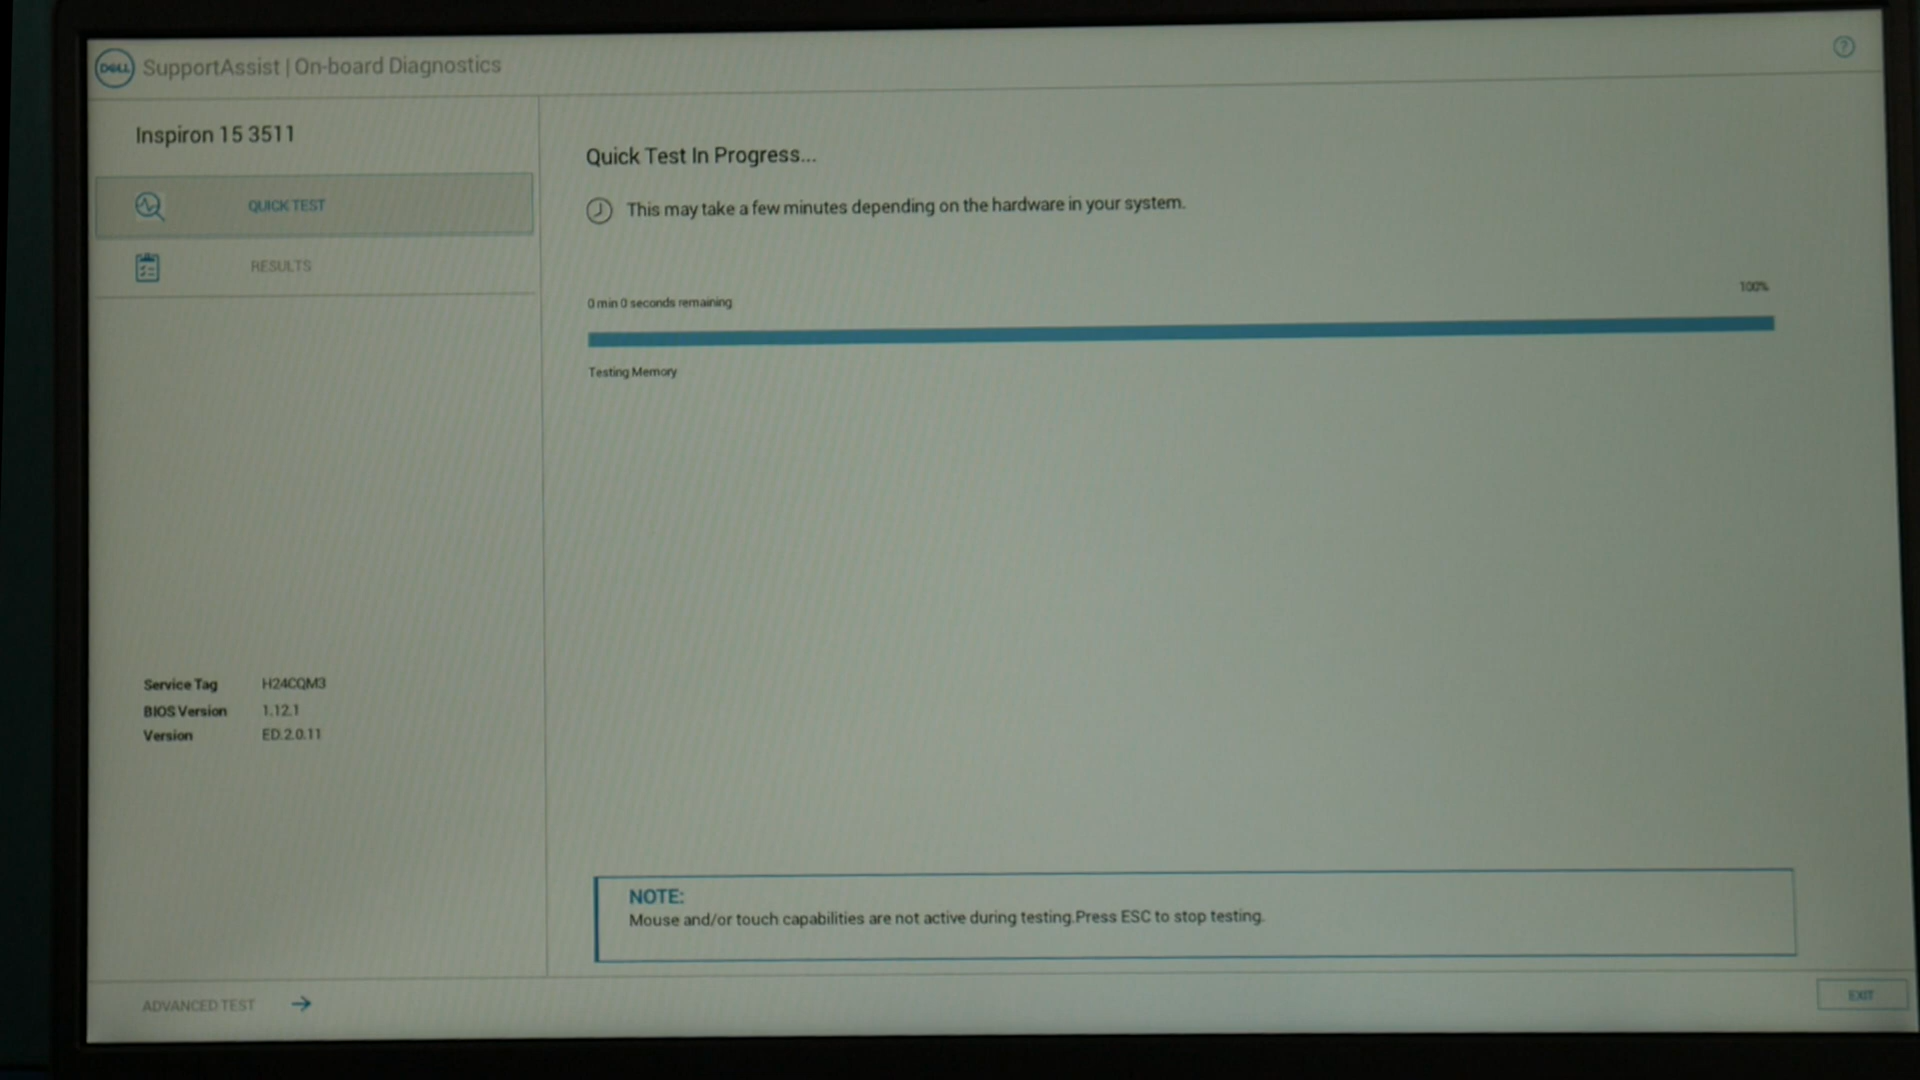 DELL SupportAssist | On-board Diagnostics
?
Inspiron 15 3511
QUICK TEST
RESULTS
Quick Test In Progress...
This may take a few minutes depending on the hardware in your system.
0 min 0 seconds remaining
100%
Testing Memory
Service Tag H24CQM3
BIOS Version 1.12.1
Version ED.2.0.11
NOTE:
Mouse and/or touch capabilities are not active during testing.Press ESC to stop testing.
ADVANCED TEST
EXIT